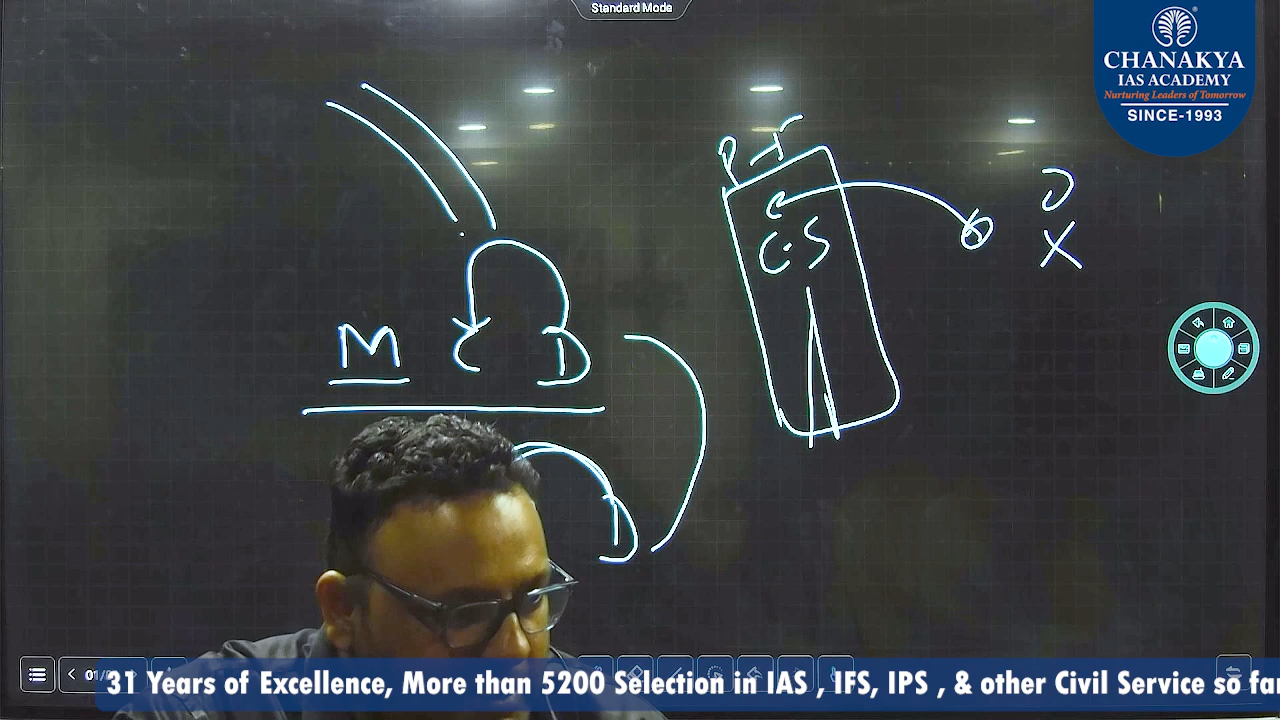 Standard Mode
CHANAKYA
IAS ACADEMY
Nurturing Leaders of Tomorrow
SINCE-1993
C.S
X
M C D
D
01/
31 Years of Excellence, More than 5200 Selection in IAS , IFS, IPS , & other Civil Service so far